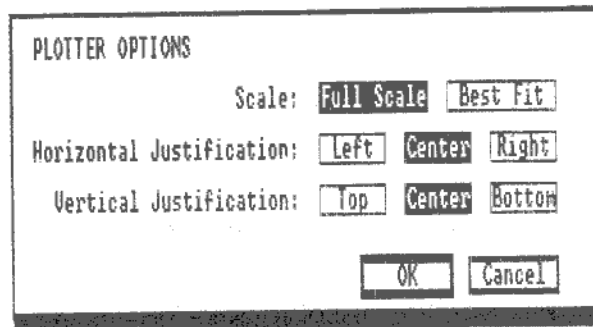 PLOTTER OPTIONS
Scale: Full Scale Best Fit
Horizontal Justification: Left Center Right
Vertical Justification: Top Center Bottom
OK Cancel